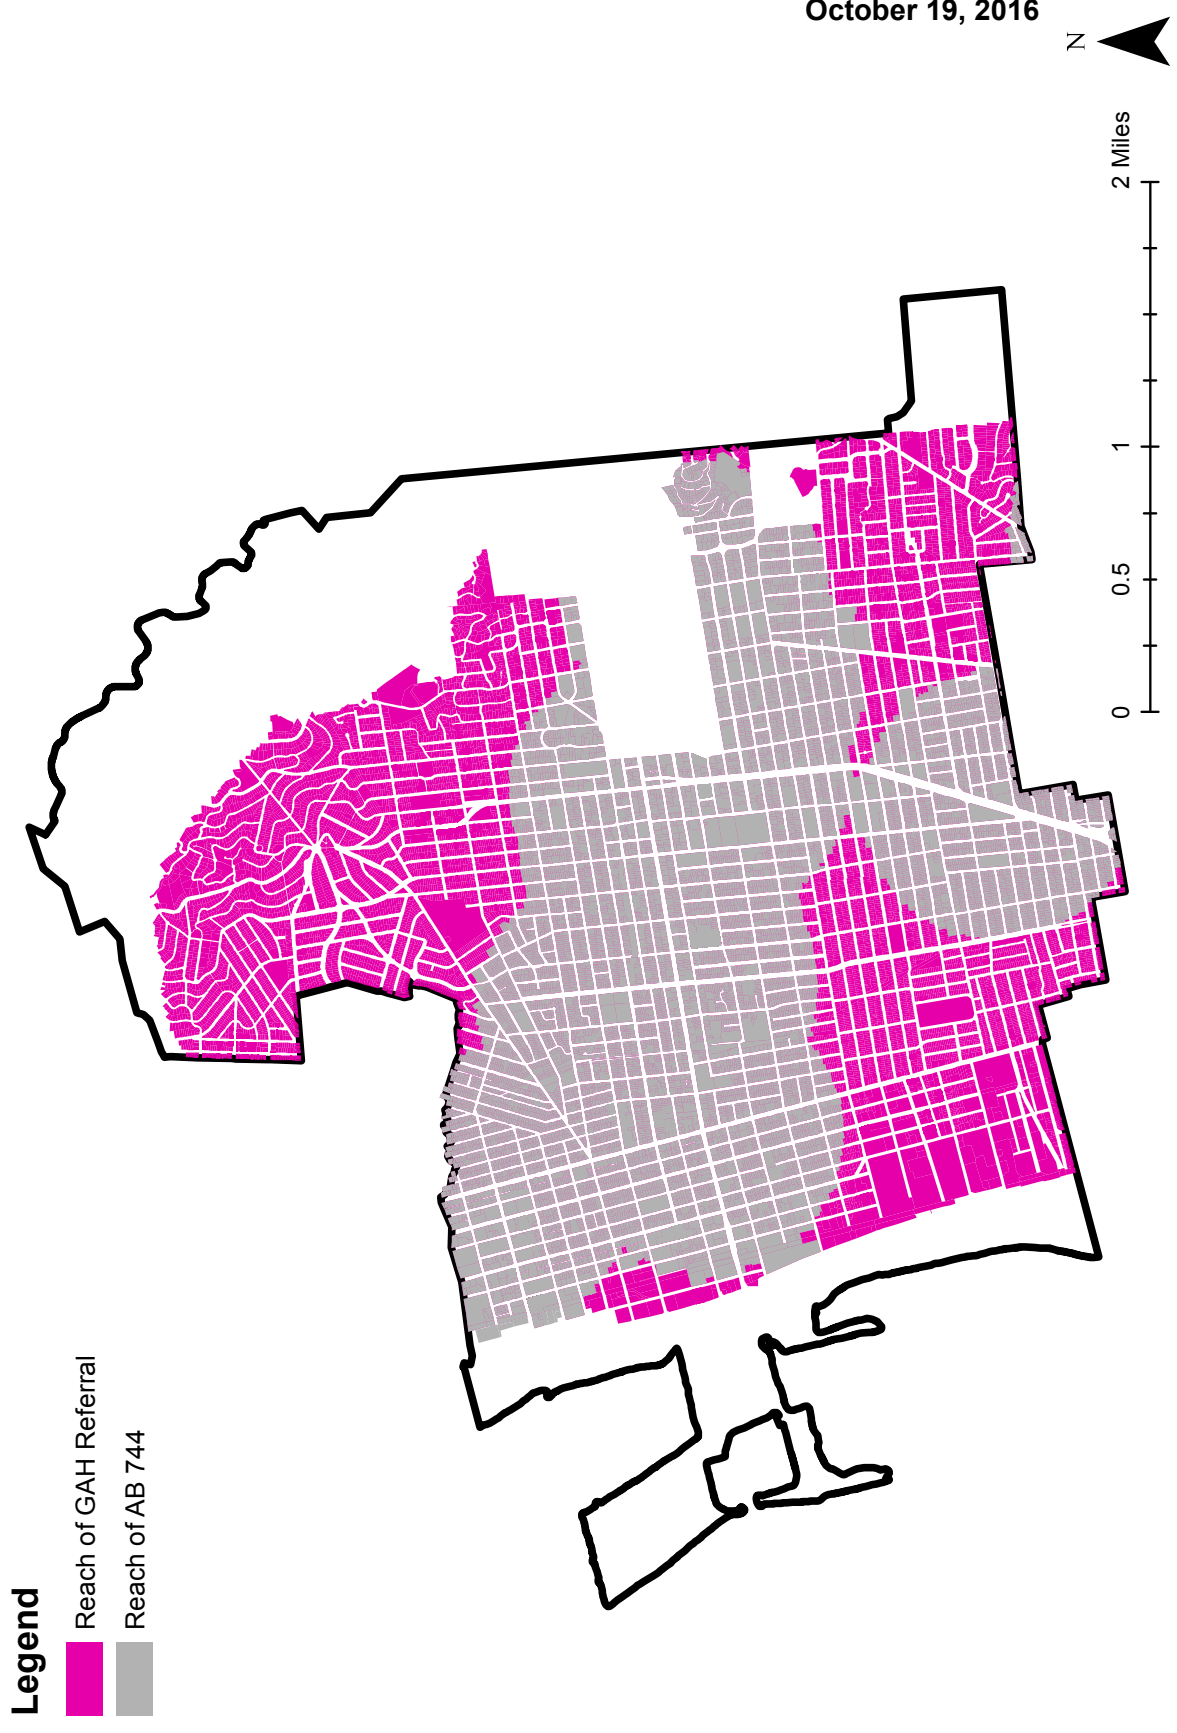 October 19, 2016
N
Legend
Reach of GAH Referral
Reach of AB 744
0 0.5 1 2 Miles